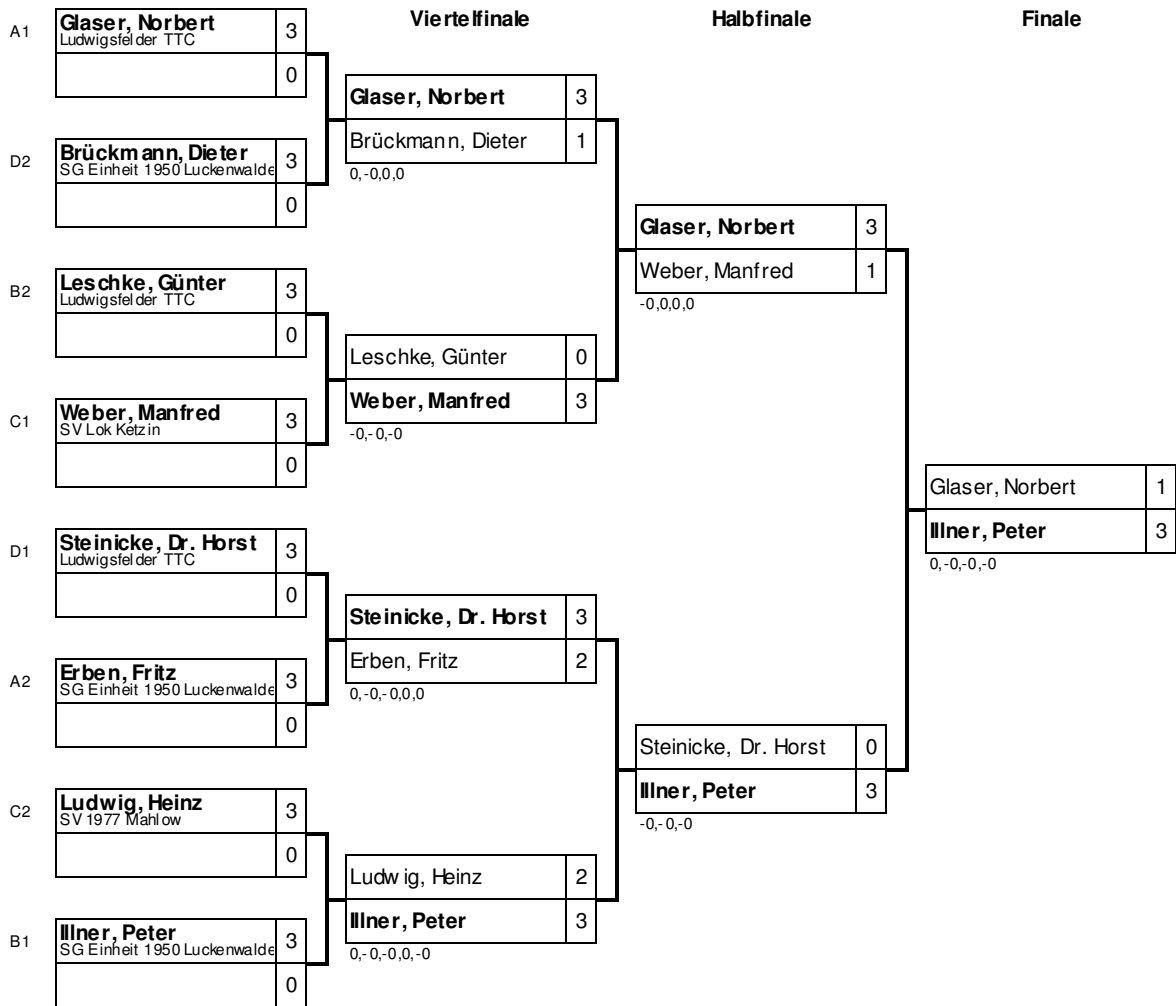 Viertelfinale
Halbfinale
Finale
A1
Glaser, Norbert 3
Ludwigsfelder TTC
0
D2
Brückmann, Dieter 3
SG Einheit 1950 Luckenwalde
0
B2
Leschke, Günter 3
Ludwigsfelder TTC
0
C1
Weber, Manfred 3
SV Lok Ketzin
0
D1
Steinicke, Dr. Horst 3
Ludwigsfelder TTC
0
A2
Erben, Fritz 3
SG Einheit 1950 Luckenwalde
0
C2
Ludwig, Heinz 3
SV 1977 Mahlow
0
B1
Illner, Peter 3
SG Einheit 1950 Luckenwalde
0
Glaser, Norbert 3
Brückmann, Dieter 1
0,-0,0,0
Leschke, Günter 0
Weber, Manfred 3
-0,-0,-0
Steinicke, Dr. Horst 3
Erben, Fritz 2
0,-0,-0,0,0
Ludwig, Heinz 2
Illner, Peter 3
0,-0,-0,0,-0
Glaser, Norbert 3
Weber, Manfred 1
-0,0,0,0
Steinicke, Dr. Horst 0
Illner, Peter 3
-0,-0,-0
Glaser, Norbert 1
Illner, Peter 3
0,-0,-0,-0